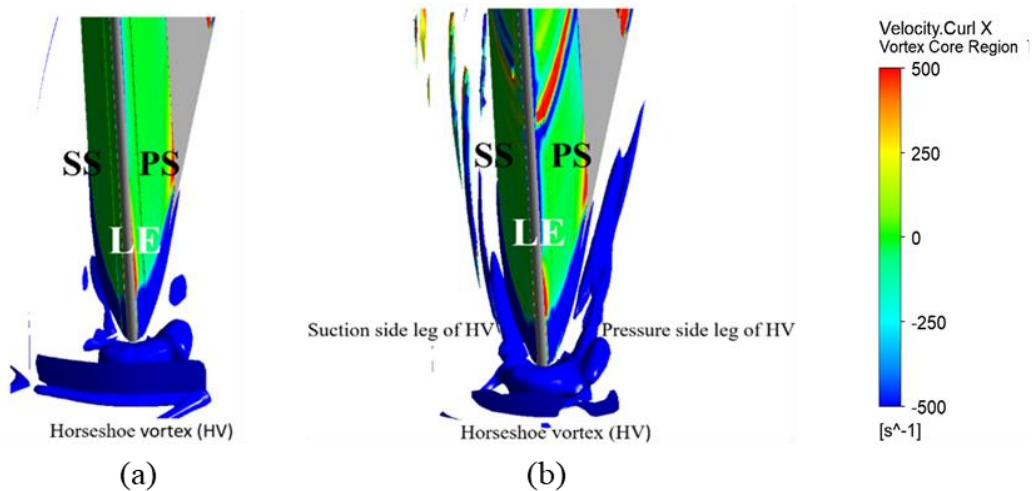 Velocity.Curl X
Vortex Core Region
500
250
0
-250
-500
[s^-1]
SS
PS
LE
Horseshoe vortex (HV)
(a)
SS
PS
LE
Suction side leg of HV
Pressure side leg of HV
Horseshoe vortex (HV)
(b)